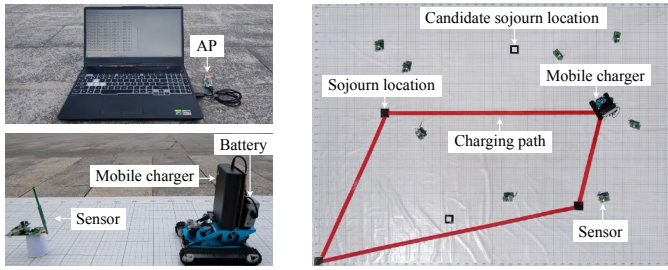 AP
Battery
Mobile charger
Sensor
Candidate sojourn location
Mobile charger
Sojourn location
Charging path
Sensor